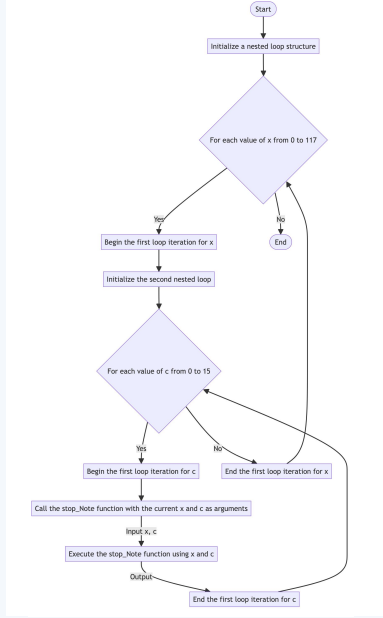 Start
Initialize a nested loop structure
For each value of x from 0 to 117
Yes
No
Begin the first loop iteration for x
End
Initialize the second nested loop
For each value of c from 0 to 15
Yes
No
Begin the first loop iteration for c
End the first loop iteration for x
Call the stop_Note function with the current x and c as arguments
Input x, c
Execute the stop_Note function using x and c
Output
End the first loop iteration for c